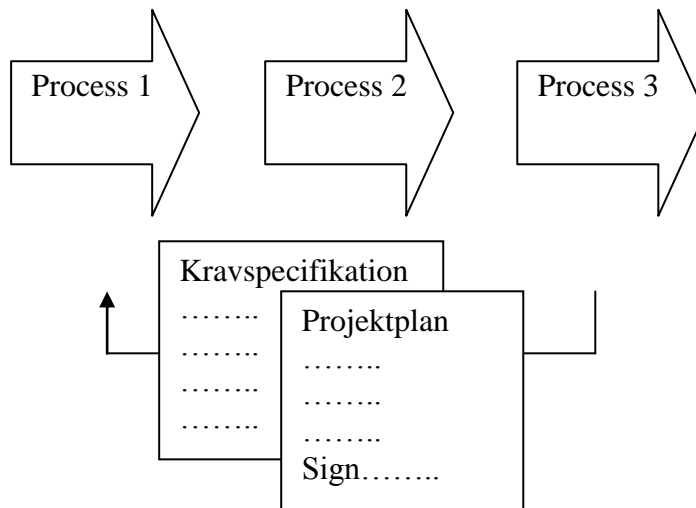 Process 1
Process 2
Process 3
Kravspecifikation
……..
……..
……..
……..
Projektplan
……..
……..
……..
Sign……..